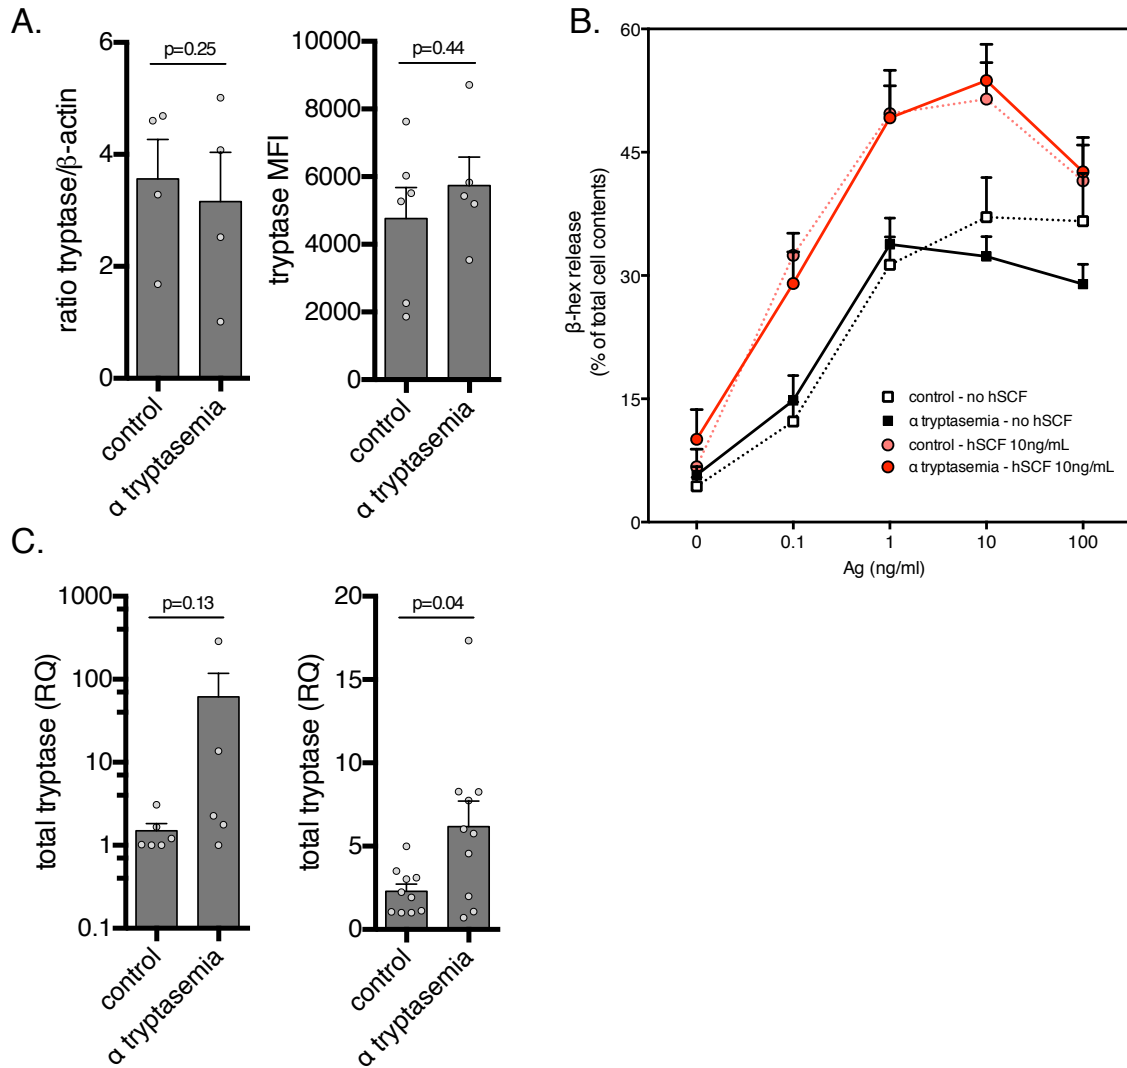 A.
ratio tryptase/β-actin
6
4
2
0
p=0.25
control
α tryptasemia
tryptase MFI
10000
8000
6000
4000
2000
0
p=0.44
control
α tryptasemia
B.
β-hex release
(% of total cell contents)
60
45
30
15
0
control - no hSCF
α tryptasemia - no hSCF
control - hSCF 10ng/mL
α tryptasemia - hSCF 10ng/mL
0 0.1 1 10 100
Ag (ng/ml)
C.
total tryptase (RQ)
1000
100
10
1
0.1
p=0.13
control
α tryptasemia
total tryptase (RQ)
20
15
10
5
0
p=0.04
control
α tryptasemia